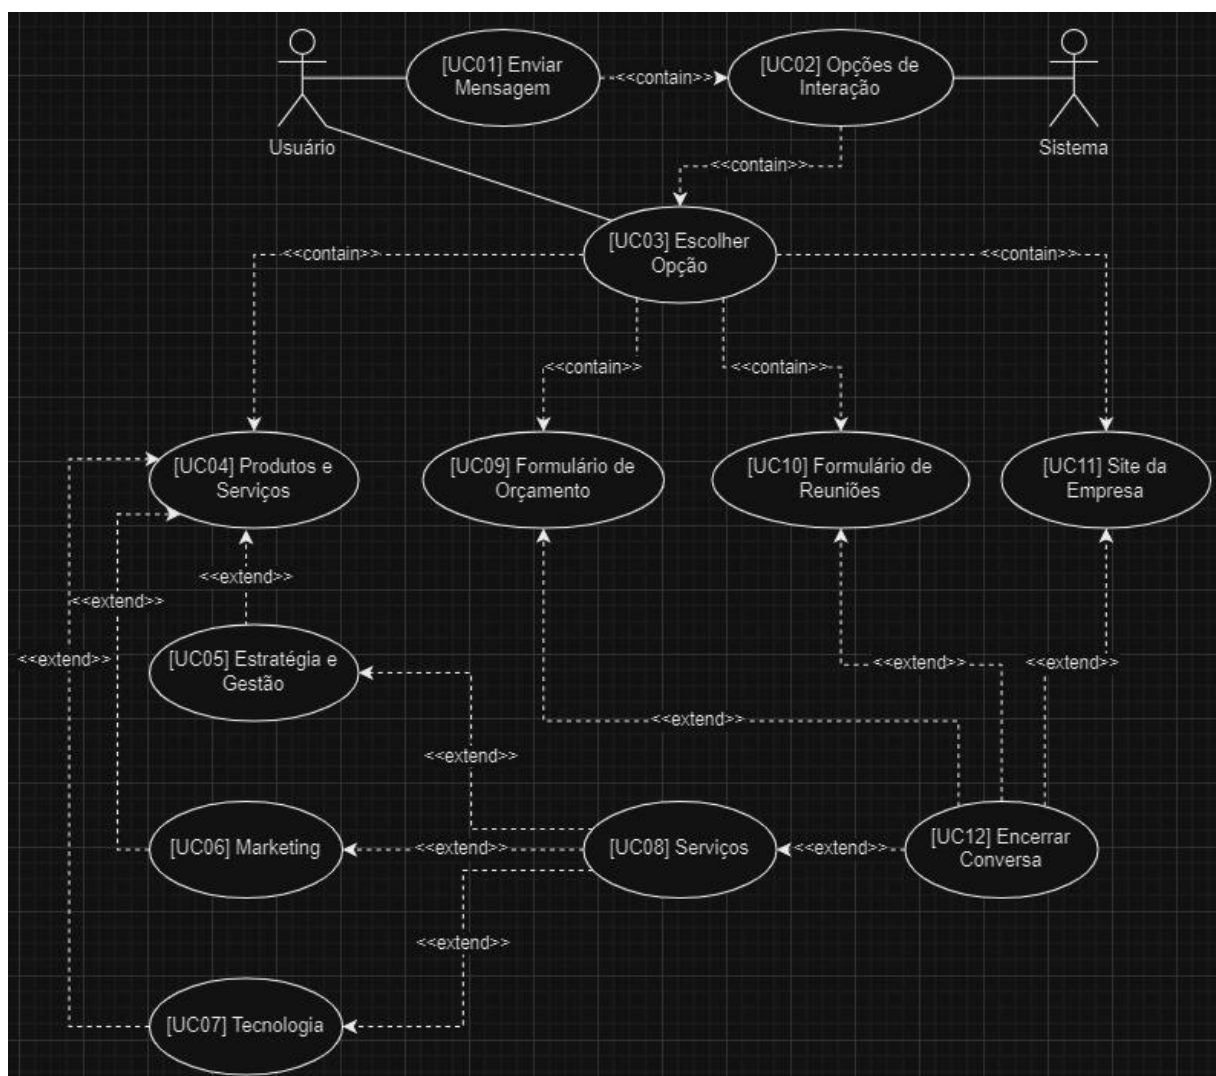 [UC01] Enviar
Mensagem
<<contain>>
[UC02] Opções de
Interação
Usuário
Sistema
<<contain>>
[UC03] Escolher
Opção
<<contain>>
<<contain>>
<<contain>>
<<contain>>
[UC04] Produtos e
Serviços
[UC09] Formulário de
Orçamento
[UC10] Formulário de
Reuniões
[UC11] Site da
Empresa
<<extend>>
<<extend>>
<<extend>>
[UC05] Estratégia e
Gestão
<<extend>>
<<extend>>
<<extend>>
<<extend>>
[UC06] Marketing
<<extend>>
[UC08] Serviços
<<extend>>
[UC12] Encerrar
Conversa
<<extend>>
[UC07] Tecnologia